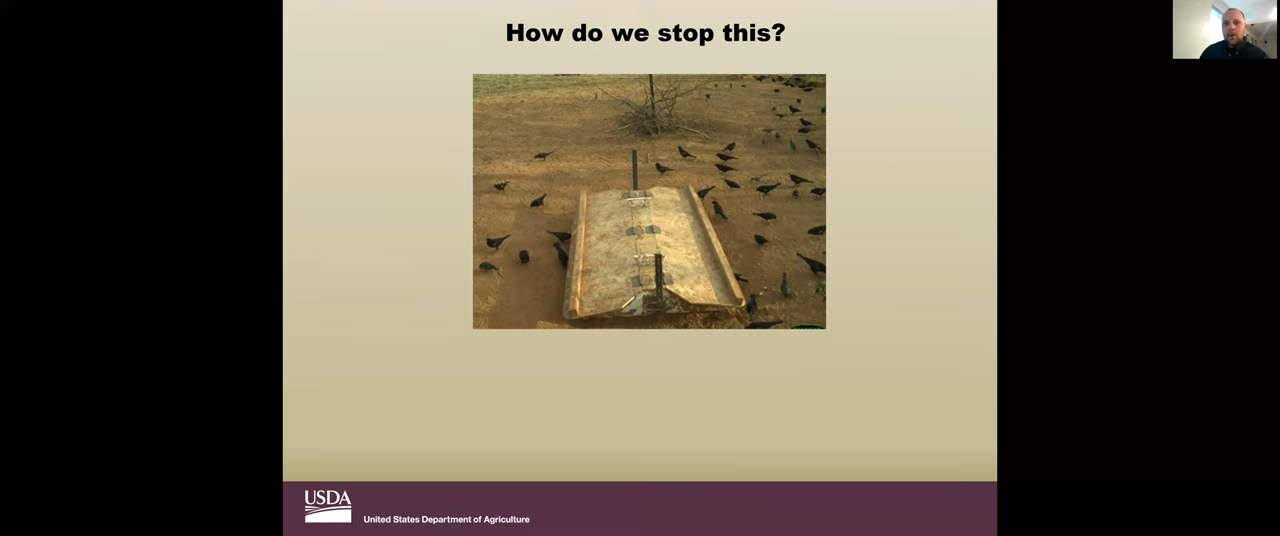 How do we stop this?
USDA
United States Department of Agriculture